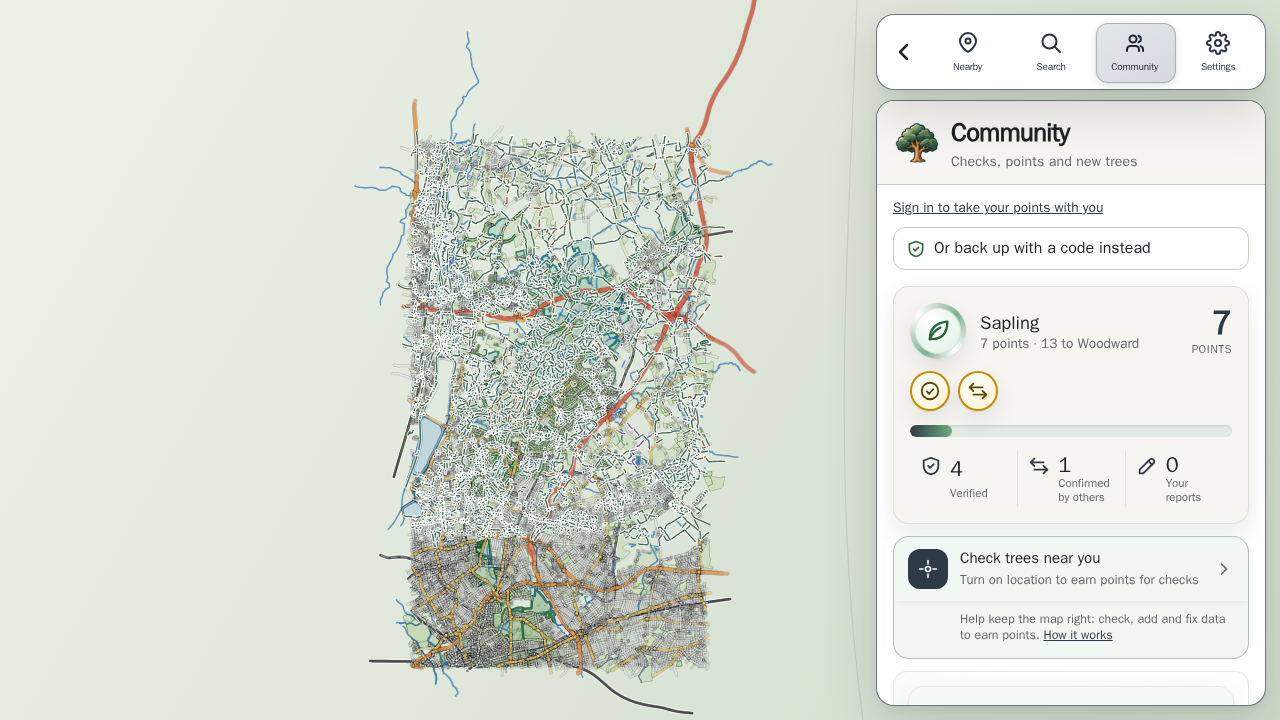 Nearby
Search
Community
Settings
Community
Checks, points and new trees
Sign in to take your points with you
Or back up with a code instead
Sapling
7 points · 13 to Woodward
7
POINTS
4
Verified
1
Confirmed
by others
0
Your
reports
Check trees near you
Turn on location to earn points for checks
Help keep the map right: check, add and fix data
to earn points. How it works